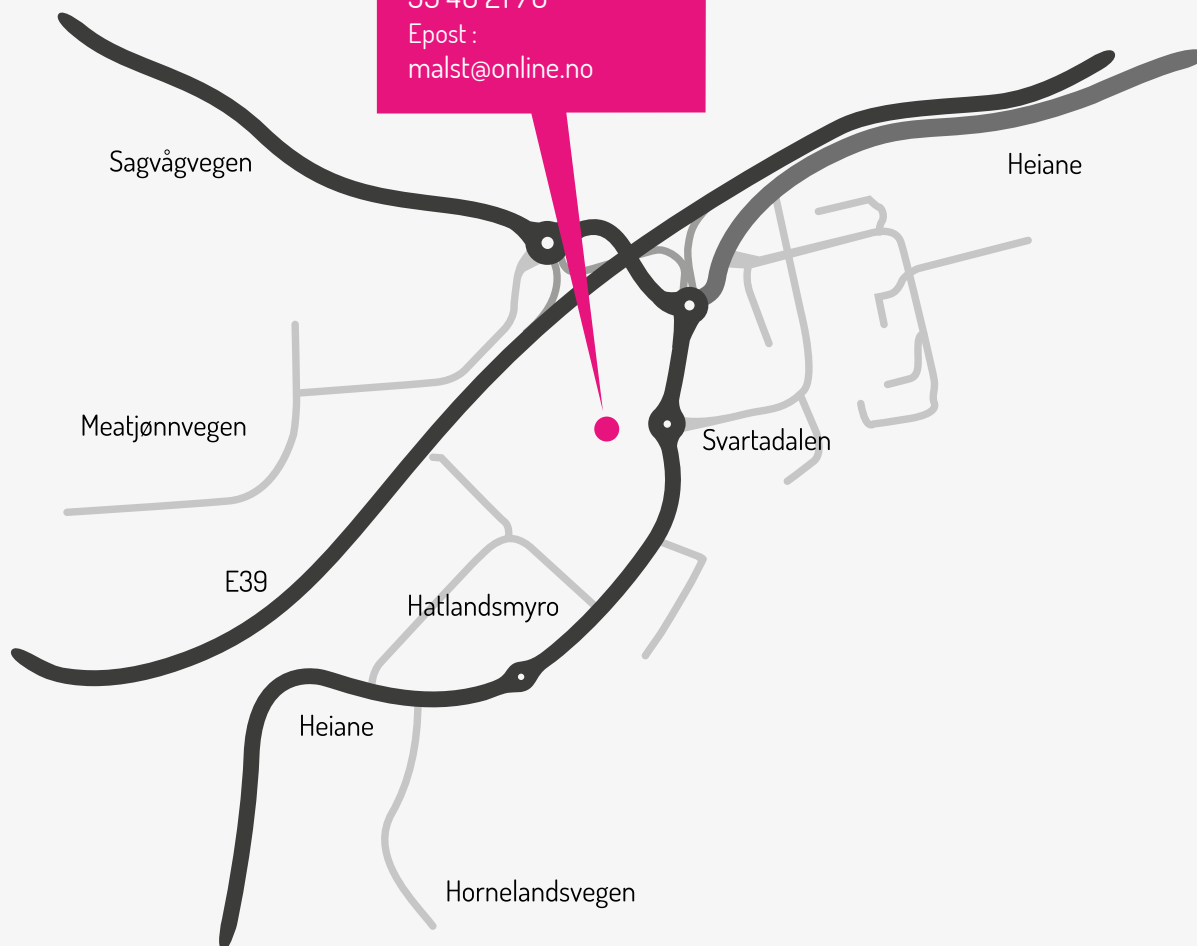 Epost :
malst@online.no
Sagvågvegen
Heiane
Meatjønnvegen
Svartadalen
E39
Hatlandsmyro
Heiane
Hornelandsvegen